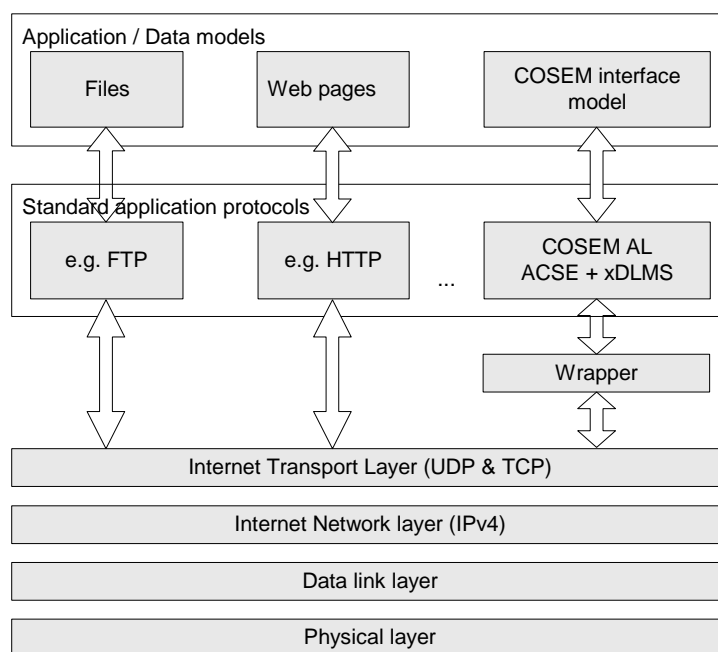 Application / Data models
Files
Web pages
COSEM interface
model
Standard application protocols
e.g. FTP
e.g. HTTP
...
COSEM AL
ACSE + xDLMS
Wrapper
Internet Transport Layer (UDP & TCP)
Internet Network layer (IPv4)
Data link layer
Physical layer